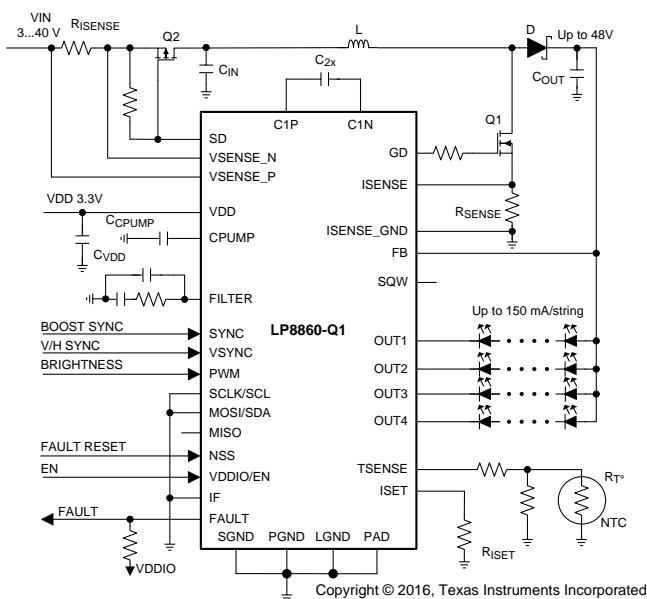 VIN
3...40 V
RISENSE
Q2
L
D
Up to 48V
CIN
C2x
COUT
C1P
C1N
Q1
SD
VSENSE_N
VSENSE_P
GD
ISENSE
RSENSE
VDD 3.3V
VDD
CCPUMP
CPUMP
CVDD
ISENSE_GND
FB
SQW
FILTER
LP8860-Q1
Up to 150 mA/string
BOOST SYNC
SYNC
V/H SYNC
VSYNC
BRIGHTNESS
PWM
OUT1
OUT2
OUT3
OUT4
SCLK/SCL
MOSI/SDA
MISO
FAULT RESET
NSS
EN
VDDIO/EN
IF
FAULT
FAULT
TSENSE
ISET
RT°
NTC
RISET
SGND
PGND
LGND
PAD
VDDIO
Copyright © 2016, Texas Instruments Incorporated